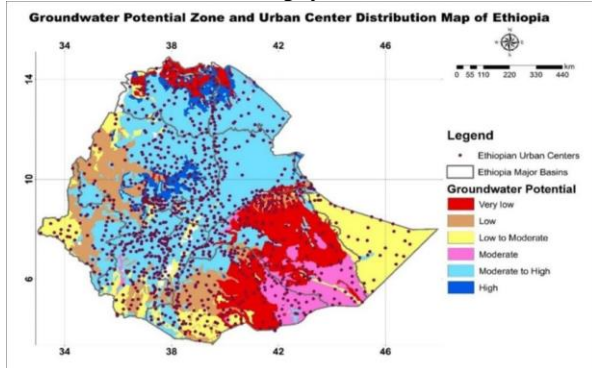 Groundwater Potential Zone and Urban Center Distribution Map of Ethiopia
34 38 42 46
14
10
6
34 38 42 46
km
0 55 110 220 330 440
Legend
Ethiopian Urban Centers
Ethiopia Major Basins
Groundwater Potential
Very low
Low
Low to Moderate
Moderate
Moderate to High
High